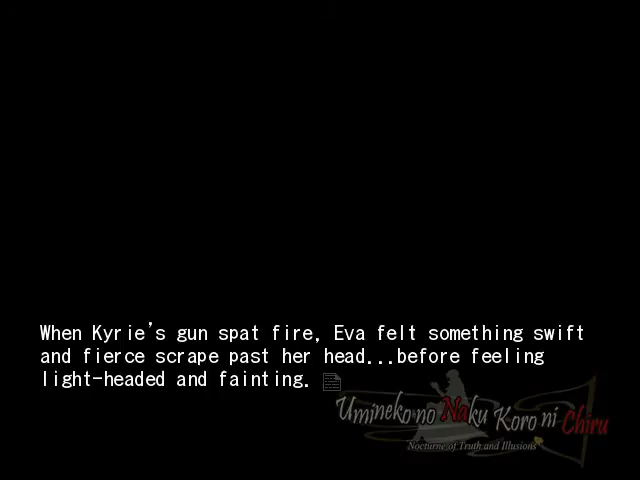 When Kyrie's gun spat fire, Eva felt something swift
and fierce scrape past her head...before feeling
light-headed and fainting.
Umineko no Naku Koro ni Chiru
Nocturne of Truth and Illusions